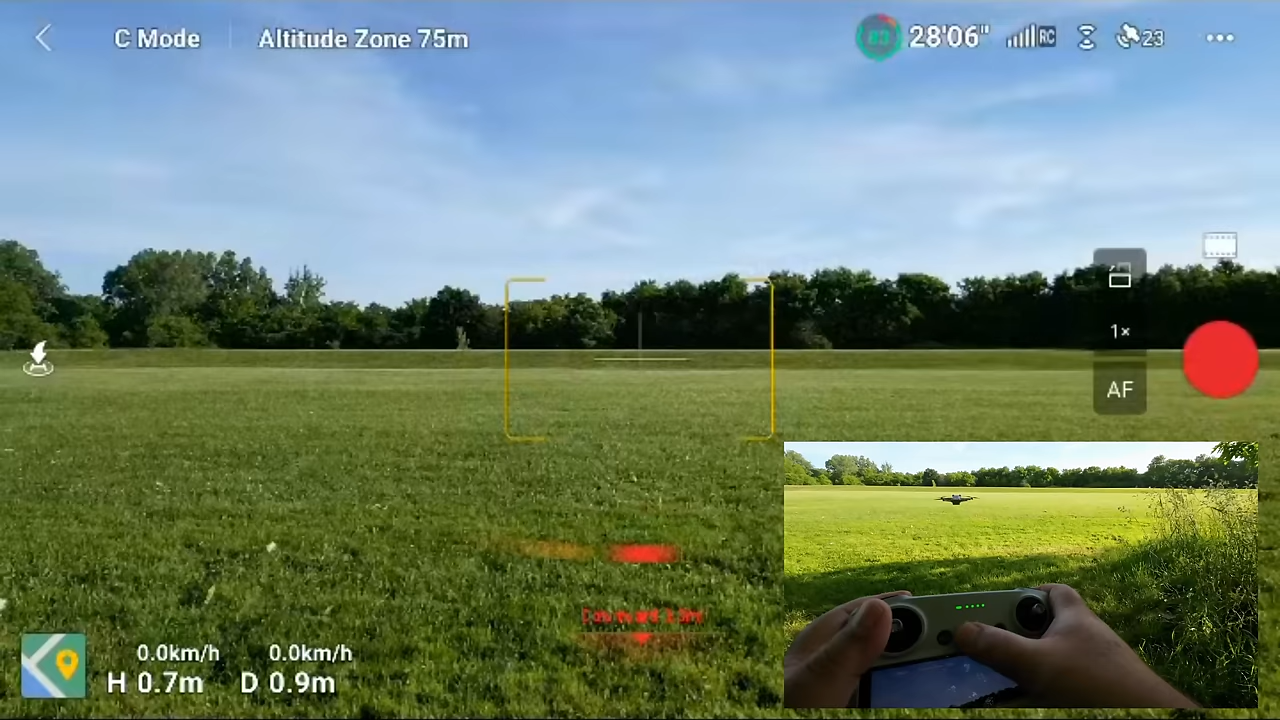 C Mode
Altitude Zone 75m
28'06"
RC
23
1×
AF
0.0km/h 0.0km/h
H 0.7m D 0.9m